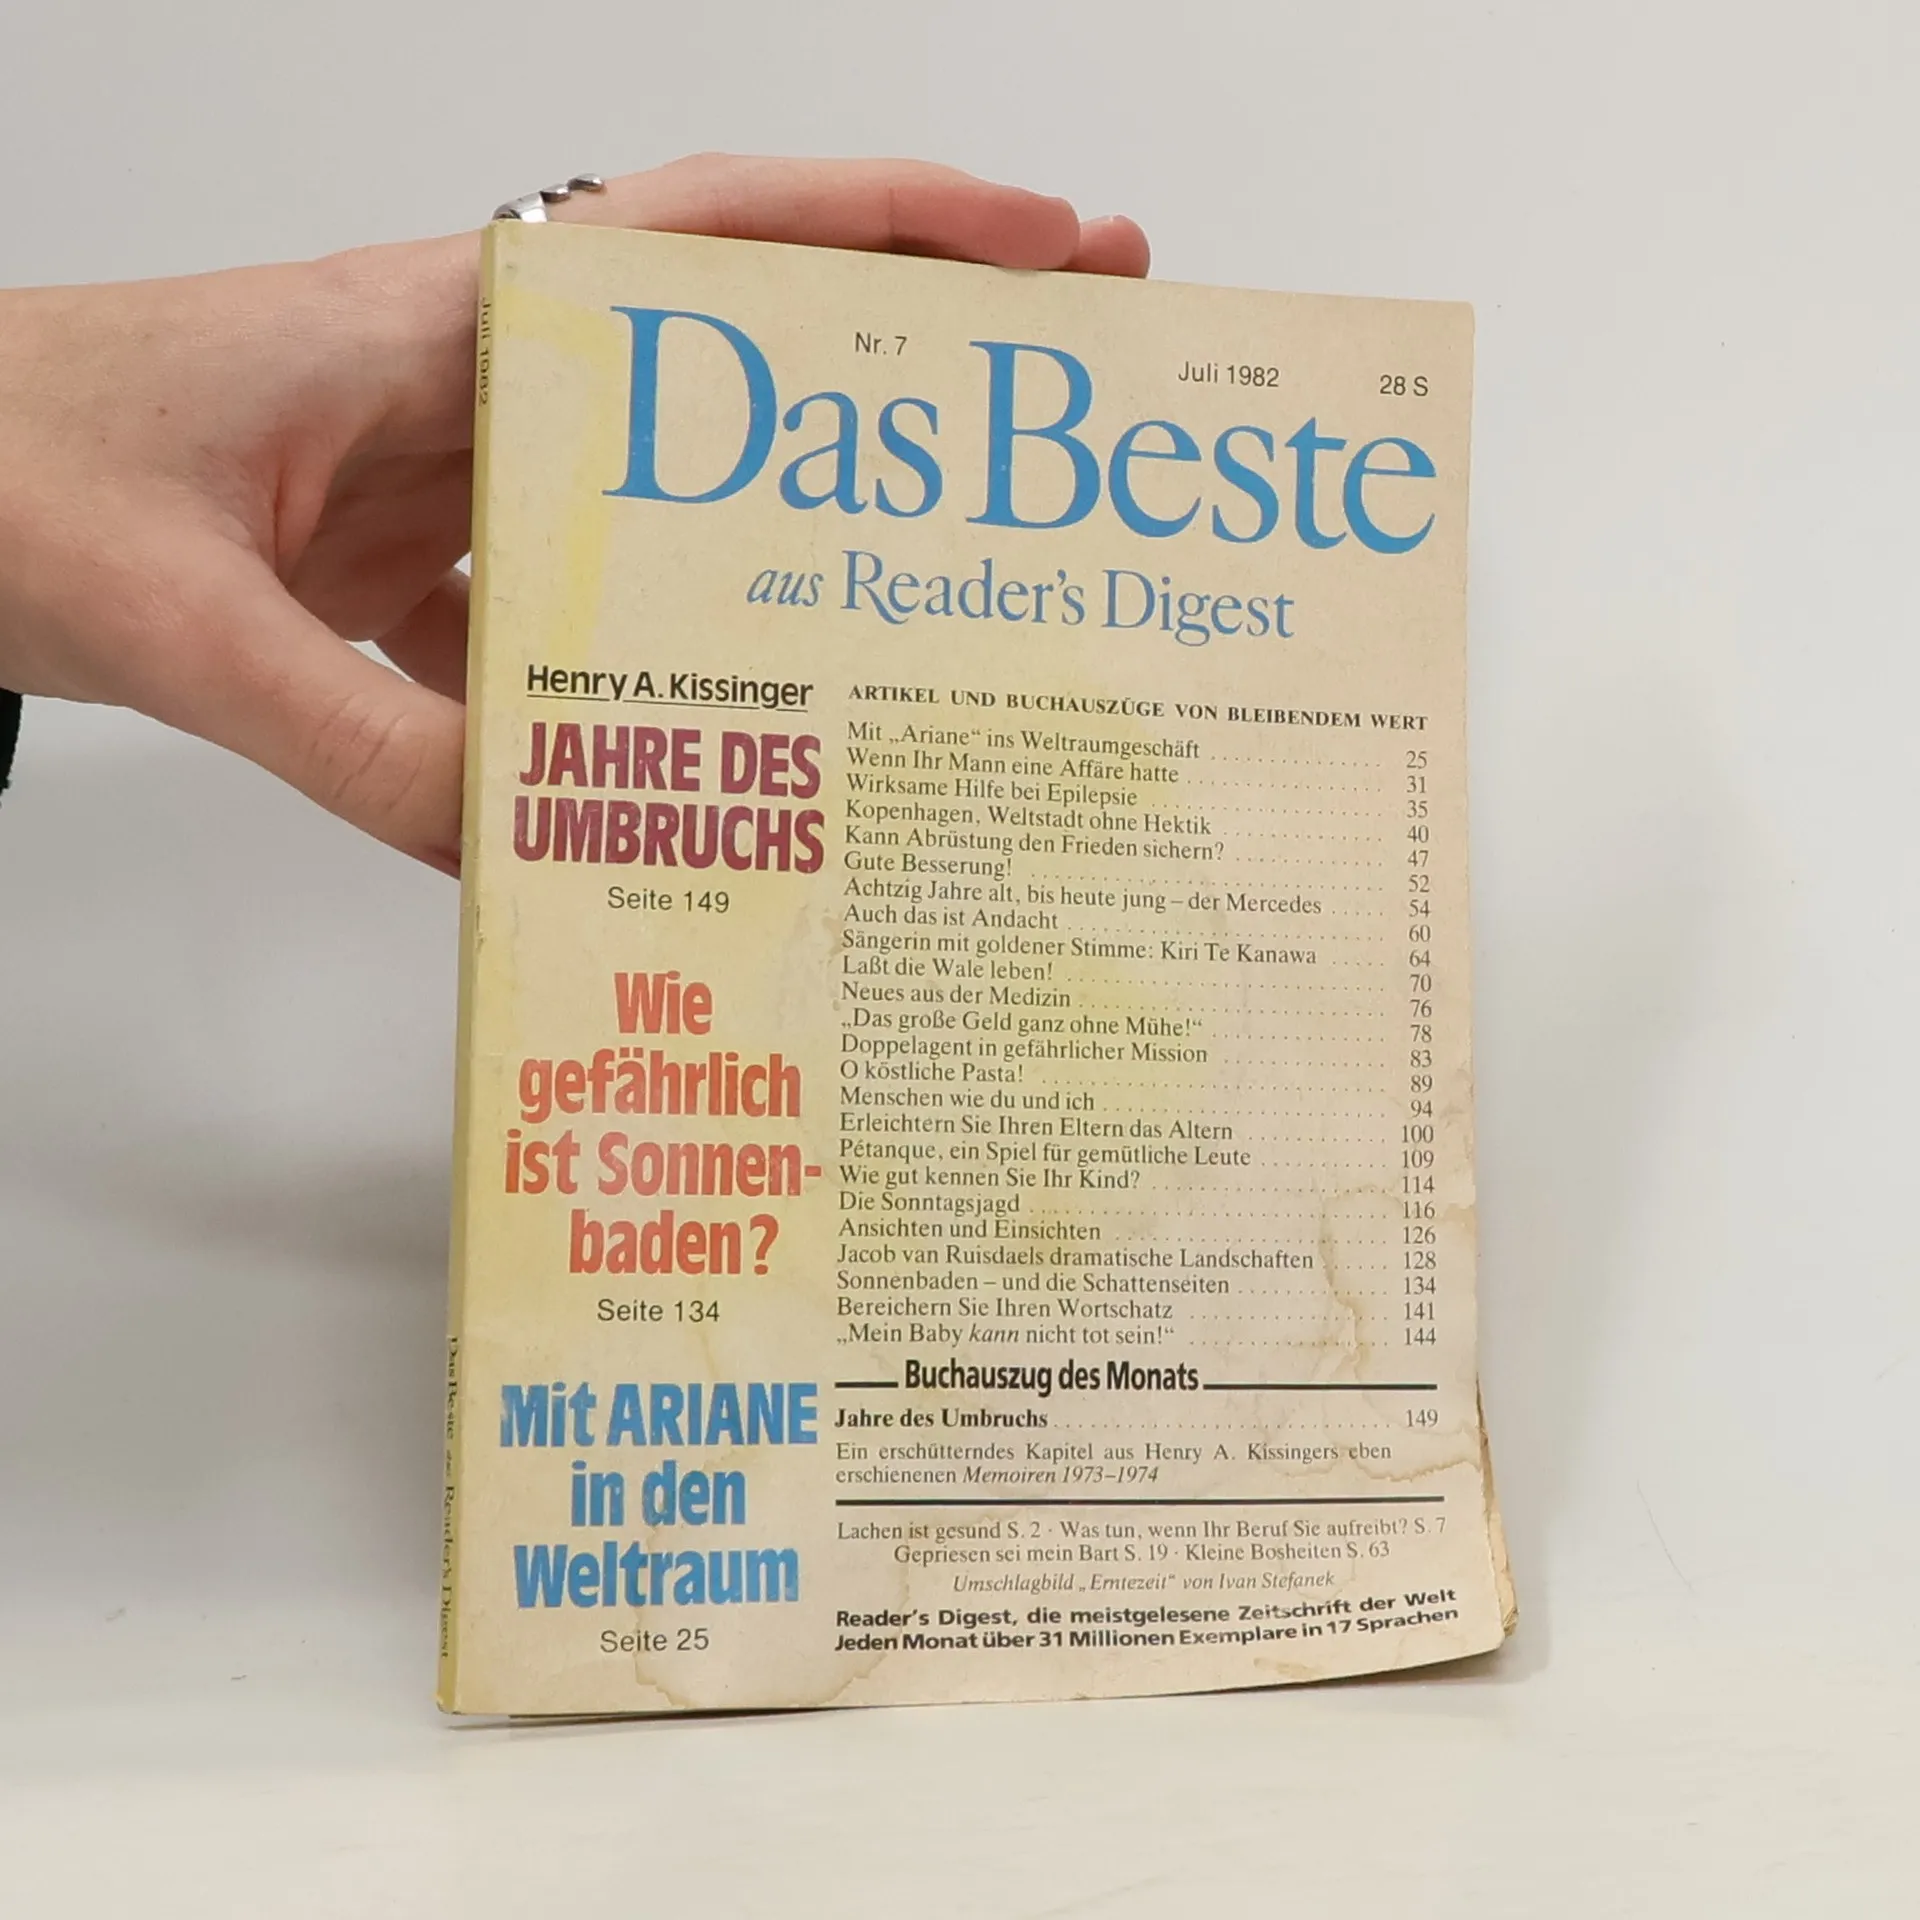 Juli 1982
Das Beste aus Reader's Digest
Nr. 7
Juli 1982
28 S
Das Beste
aus Reader's Digest
Henry A. Kissinger
JAHRE DES
UMBRUCHS
Seite 149
Wie
gefährlich
ist Sonnen-
baden?
Seite 134
Mit ARIANE
in den
Weltraum
Seite 25
ARTIKEL UND BUCHAUSZÜGE VON BLEIBENDEM WERT
Mit „Ariane“ ins Weltraumgeschäft . . . . . . . . . . . . . . . 25
Wenn Ihr Mann eine Affäre hatte . . . . . . . . . . . . . . . 31
Wirksame Hilfe bei Epilepsie . . . . . . . . . . . . . . . . . . 35
Kopenhagen, Weltstadt ohne Hektik . . . . . . . . . . . . . 40
Kann Abrüstung den Frieden sichern? . . . . . . . . . . . . 47
Gute Besserung! . . . . . . . . . . . . . . . . . . . . . . . . . . 52
Achtzig Jahre alt, bis heute jung – der Mercedes . . . . . 54
Auch das ist Andacht . . . . . . . . . . . . . . . . . . . . . . . 60
Sängerin mit goldener Stimme: Kiri Te Kanawa . . . . . 64
Laßt die Wale leben! . . . . . . . . . . . . . . . . . . . . . . . 70
Neues aus der Medizin . . . . . . . . . . . . . . . . . . . . . . 76
„Das große Geld ganz ohne Mühe!“ . . . . . . . . . . . . . 78
Doppelagent in gefährlicher Mission . . . . . . . . . . . . 83
O köstliche Pasta! . . . . . . . . . . . . . . . . . . . . . . . . . 89
Menschen wie du und ich . . . . . . . . . . . . . . . . . . . . 94
Erleichtern Sie Ihren Eltern das Altern . . . . . . . . . . . 100
Pétanque, ein Spiel für gemütliche Leute . . . . . . . . . . 109
Wie gut kennen Sie Ihr Kind? . . . . . . . . . . . . . . . . . 114
Die Sonntagsjagd . . . . . . . . . . . . . . . . . . . . . . . . . 116
Ansichten und Einsichten . . . . . . . . . . . . . . . . . . . . 126
Jacob van Ruisdaels dramatische Landschaften . . . . . . 128
Sonnenbaden – und die Schattenseiten . . . . . . . . . . . 134
Bereichern Sie Ihren Wortschatz . . . . . . . . . . . . . . . 141
„Mein Baby kann nicht tot sein!“ . . . . . . . . . . . . . . . 144
Buchauszug des Monats
Jahre des Umbruchs . . . . . . . . . . . . . . . . . . . . . . . . 149
Ein erschütterndes Kapitel aus Henry A. Kissingers eben
erschienenen Memoiren 1973–1974
Lachen ist gesund S. 2 · Was tun, wenn Ihr Beruf Sie aufreibt? S. 7
Gepriesen sei mein Bart S. 19 · Kleine Bosheiten S. 63
Umschlagbild „Erntezeit“ von Ivan Stefanek
Reader's Digest, die meistgelesene Zeitschrift der Welt
Jeden Monat über 31 Millionen Exemplare in 17 Sprachen